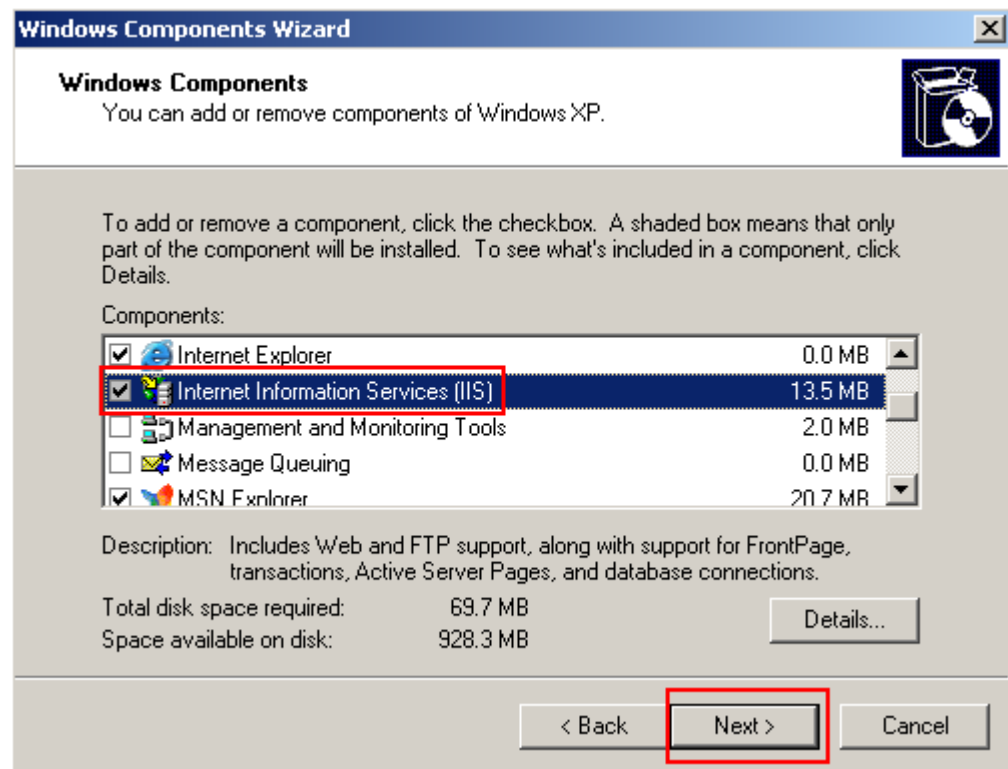 Windows Components Wizard
Windows Components
You can add or remove components of Windows XP.
To add or remove a component, click the checkbox. A shaded box means that only
part of the component will be installed. To see what's included in a component, click
Details.
Components:
Internet Explorer 0.0 MB
Internet Information Services (IIS) 13.5 MB
Management and Monitoring Tools 2.0 MB
Message Queuing 0.0 MB
MSN Explorer 20.7 MB
Description: Includes Web and FTP support, along with support for FrontPage,
transactions, Active Server Pages, and database connections.
Total disk space required: 69.7 MB
Space available on disk: 928.3 MB
Details...
< Back Next > Cancel